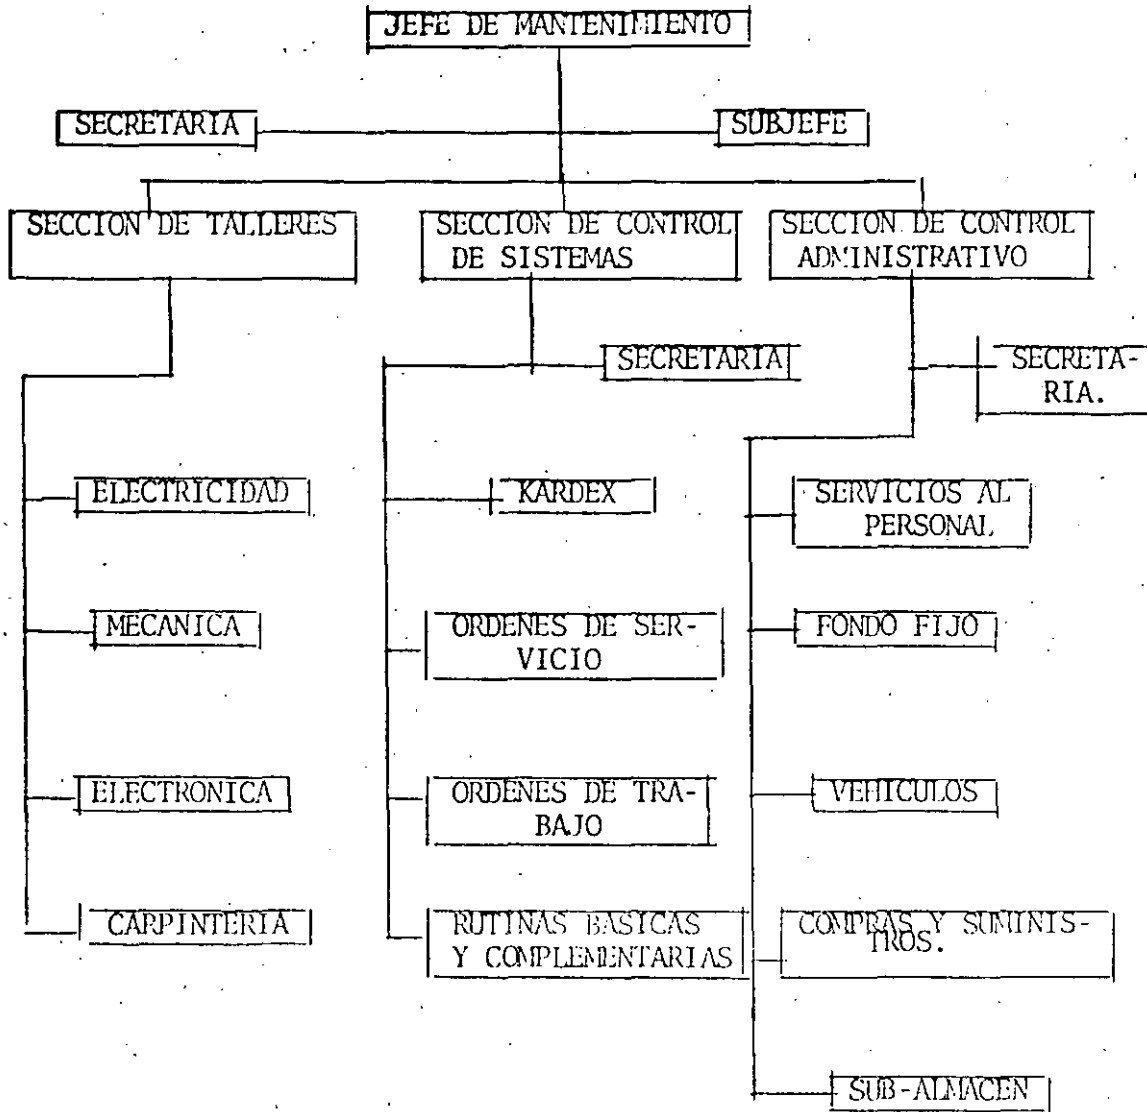 JEFE DE MANTENIMIENTO
SECRETARIA
SUBJEFE
SECCION DE TALLERES
SECCION DE CONTROL
DE SISTEMAS
SECCION DE CONTROL
ADMINISTRATIVO
SECRETARIA
SECRETA-
RIA.
ELECTRICIDAD
KARDEX
SERVICIOS AL
PERSONAL
MECANICA
ORDENES DE SER-
VICIO
FONDO FIJO
ELECTRONICA
ORDENES DE TRA-
BAJO
VEHICULOS
CARPINTERIA
RUTINAS BASICAS
Y COMPLEMENTARIAS
COMPRAS Y SUMINIS-
TROS.
SUB-ALMACEN